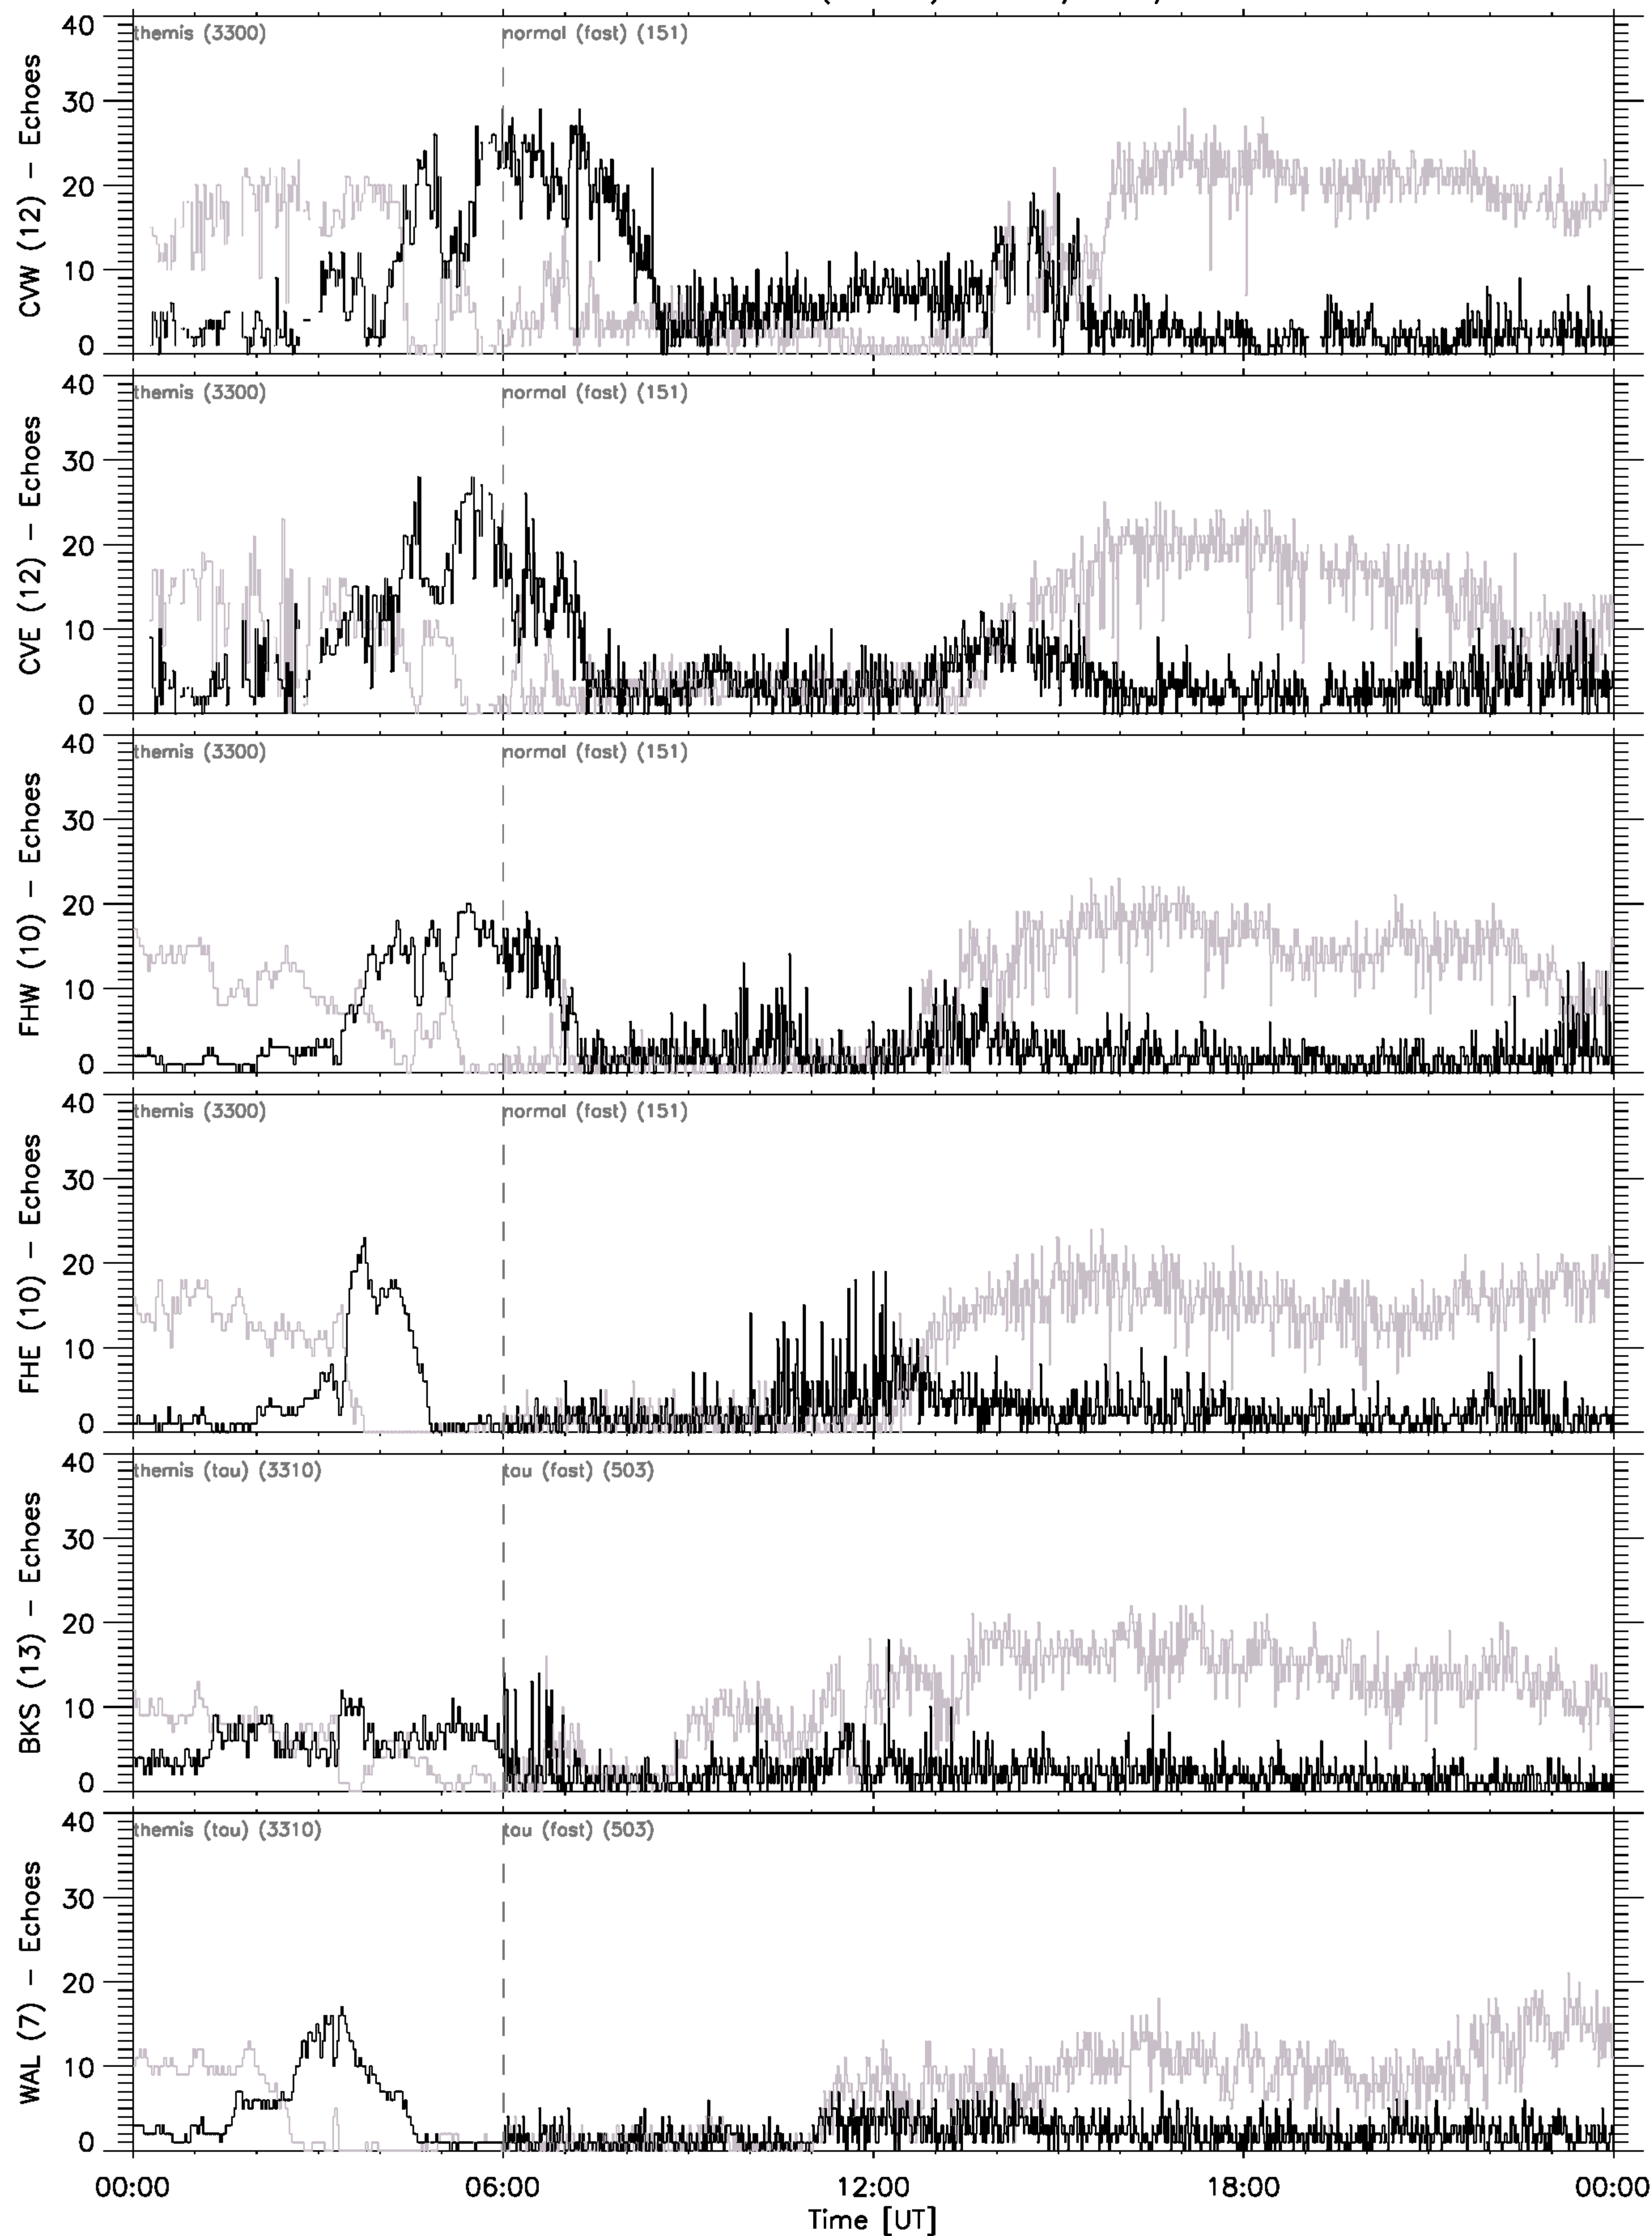 themis (3300) normal (fast) (151)
CVW (12) - Echoes
40
30
20
10
0
themis (3300) normal (fast) (151)
CVE (12) - Echoes
40
30
20
10
0
themis (3300) normal (fast) (151)
FHW (10) - Echoes
40
30
20
10
0
themis (3300) normal (fast) (151)
FHE (10) - Echoes
40
30
20
10
0
themis (tau) (3310) tau (fast) (503)
BKS (13) - Echoes
40
30
20
10
0
themis (tau) (3310) tau (fast) (503)
WAL (7) - Echoes
40
30
20
10
0
00:00 06:00 12:00 18:00 00:00
Time [UT]